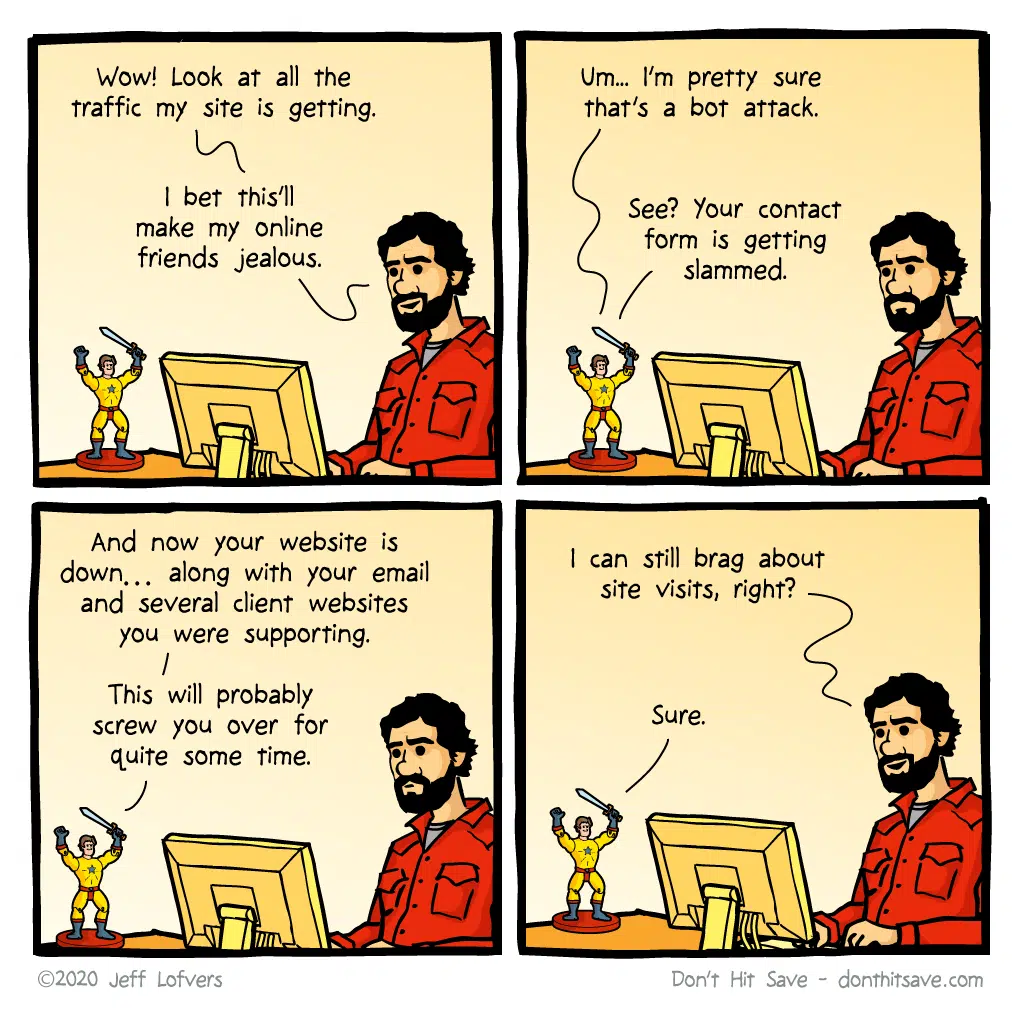 Wow! Look at all the
traffic my site is getting.
I bet this'll
make my online
friends jealous.
Um... I'm pretty sure
that's a bot attack.
See? Your contact
form is getting
slammed.
And now your website is
down... along with your email
and several client websites
you were supporting.
This will probably
screw you over for
quite some time.
I can still brag about
site visits, right?
Sure.
©2020 Jeff Lofvers
Don't Hit Save - donthitsave.com